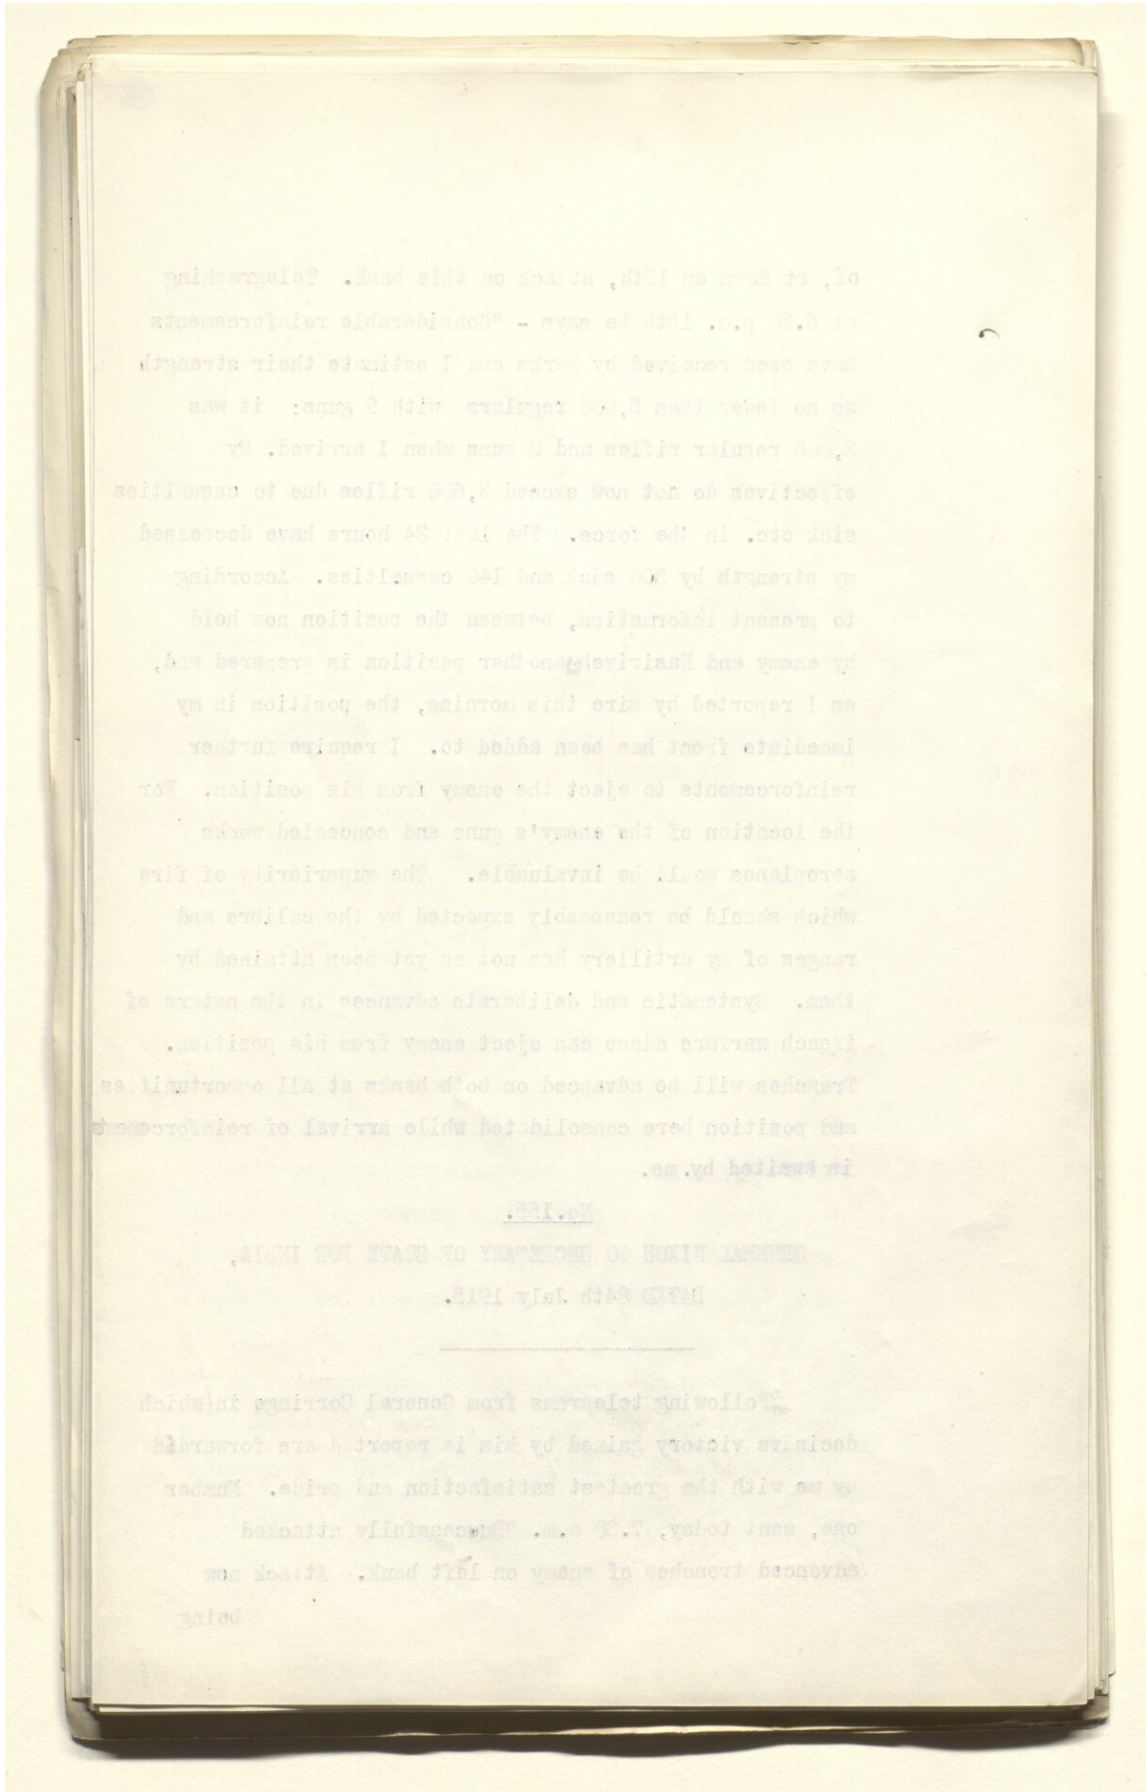 of, at dawn on 15th, attack on this bank. Telegraphing
at 6.20 p.m. 15th he says - "Considerable reinforcements
have been received by Turks and I estimate their strength
as no fewer than 5,000 regulars with 9 guns: it was
2,000 regular rifles and 8 guns when I arrived. My
effectives do not now exceed 3,600 rifles due to casualties
sick etc. in the force. The last 24 hours have decreased
my strength by 200 sick and 140 casualties. According
to present information, between the position now held
by enemy and Nasiriyeh another position is prepared and,
as I reported by wire this morning, the position in my
immediate front has been added to. I require further
reinforcements to eject the enemy from his position. For
the location of the enemy's guns and concealed works
aeroplanes would be invaluable. The superiority of fire
which should be reasonably expected by the calibre and
ranges of my artillery has not as yet been attained by
them. Systematic and deliberate advances in the nature of
trench warfare alone can eject enemy from his position.
Trenches will be advanced on both banks at all opportunities
and position here consolidated while arrival of reinforcements
is awaited by me.
No.155.
GENERAL NIXON TO SECRETARY OF STATE FOR INDIA,
DATED 24th July 1915.
Following telegrams from General Gorringe in which
decisive victory gained by him is reported are forwarded
by me with the greatest satisfaction and pride. Number
one, sent today, 7.30 a.m. "Successfully attacked
advanced trenches of enemy on left bank. Attack now
being